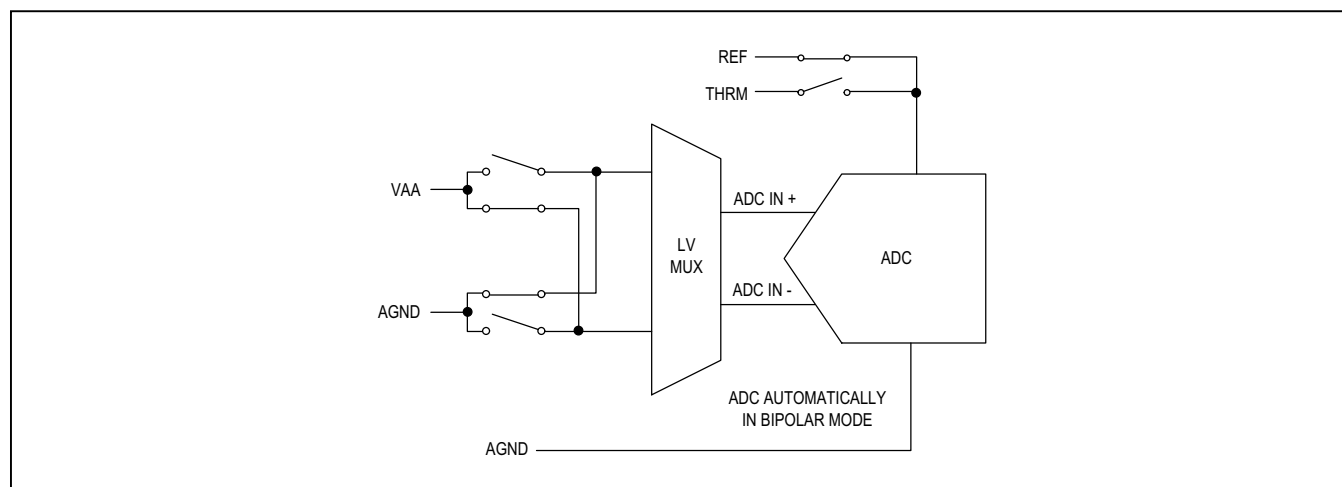 REF
THRM
VAA
AGND
LV
MUX
ADC IN +
ADC IN -
ADC
ADC AUTOMATICALLY
IN BIPOLAR MODE
AGND